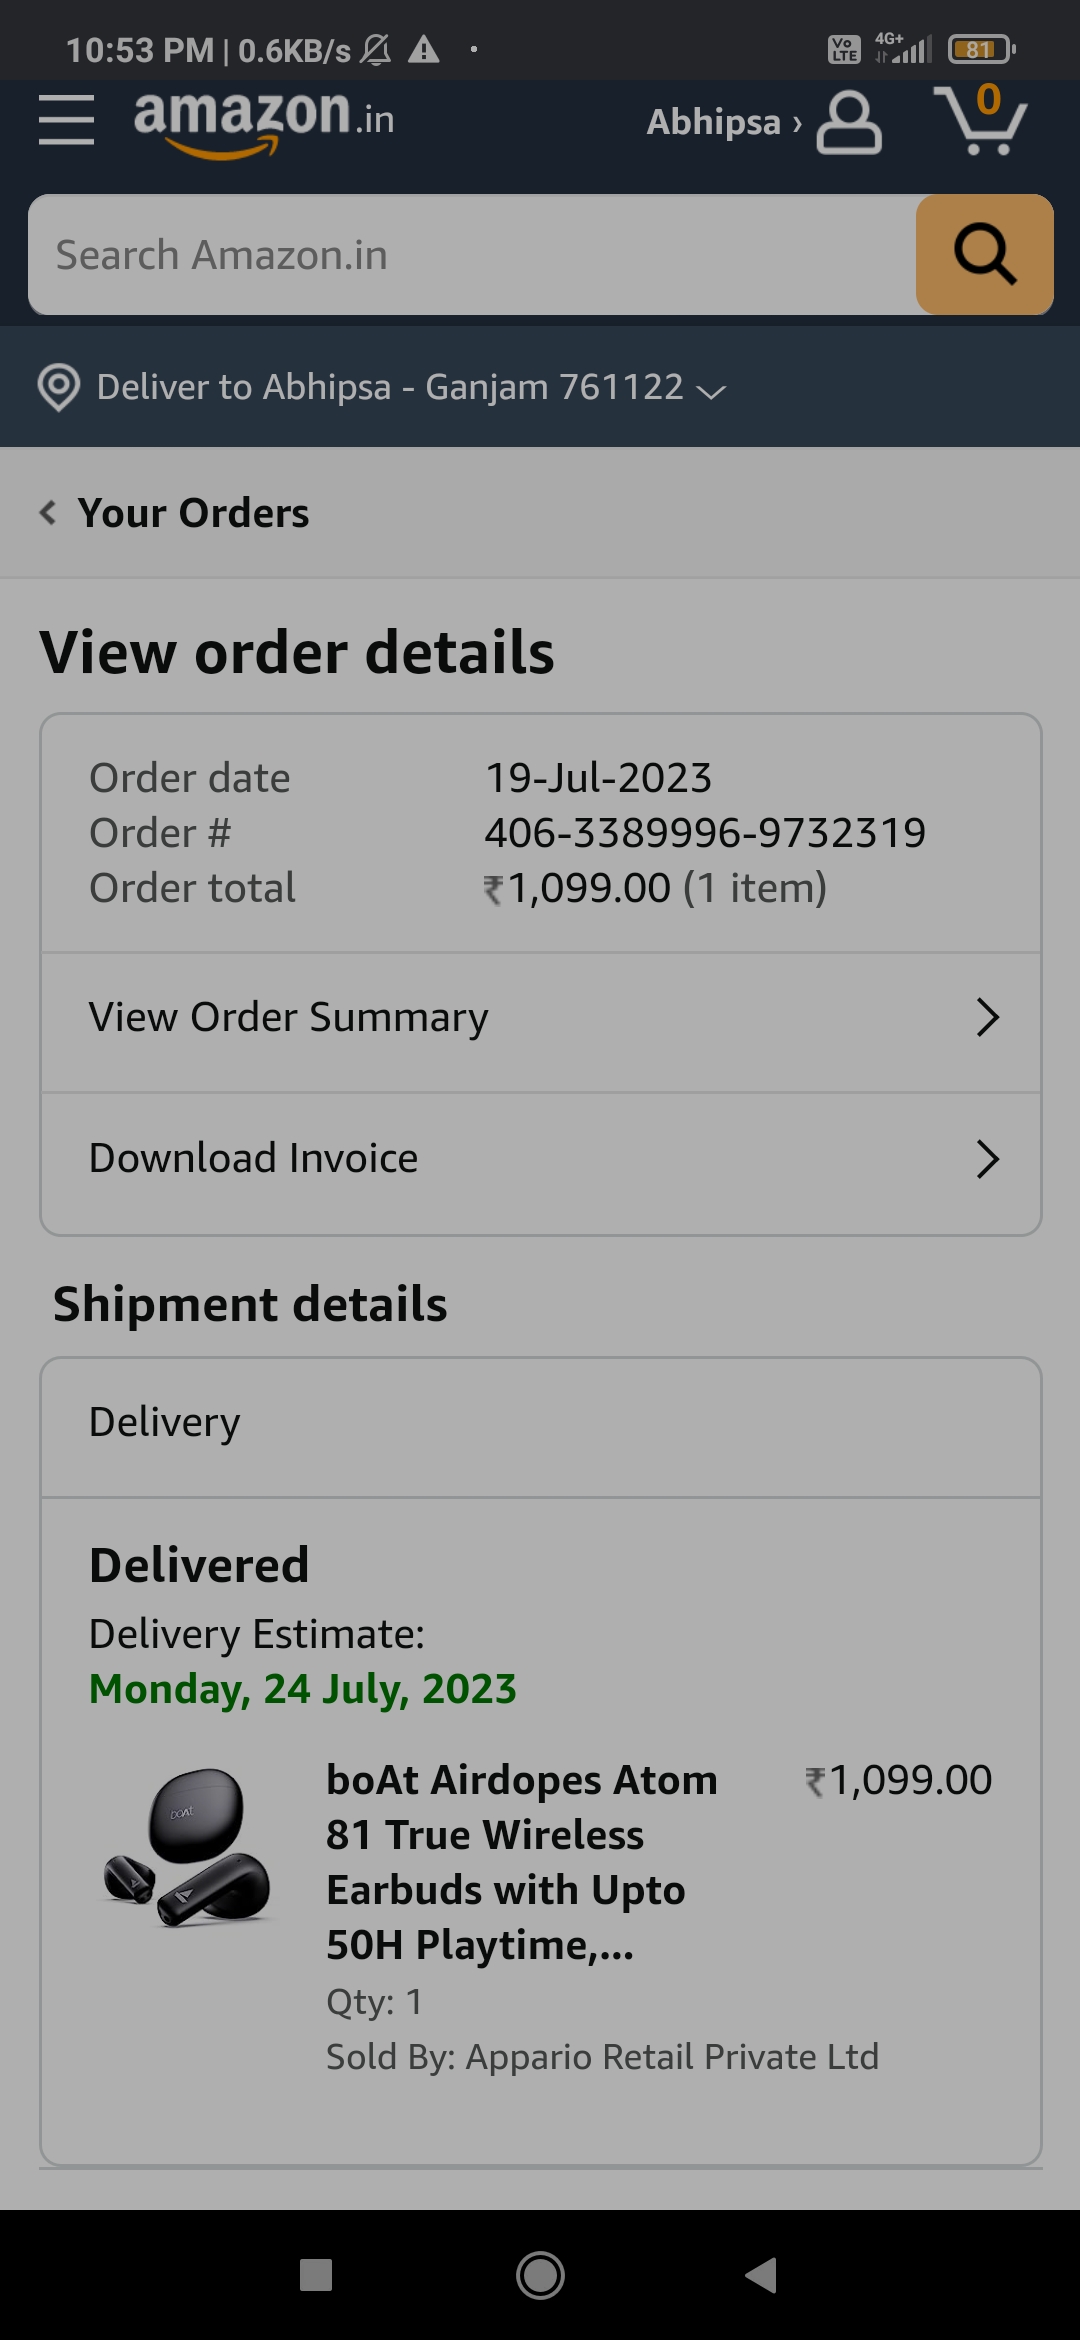 10:53 PM | 0.6KB/s
Vo LTE 4G+ 81
amazon.in
Abhipsa ›
0
Search Amazon.in
Deliver to Abhipsa - Ganjam 761122
Your Orders
View order details
Order date 19-Jul-2023
Order # 406-3389996-9732319
Order total ₹1,099.00 (1 item)
View Order Summary
Download Invoice
Shipment details
Delivery
Delivered
Delivery Estimate:
Monday, 24 July, 2023
boAt
boAt Airdopes Atom ₹1,099.00
81 True Wireless
Earbuds with Upto
50H Playtime,...
Qty: 1
Sold By: Appario Retail Private Ltd